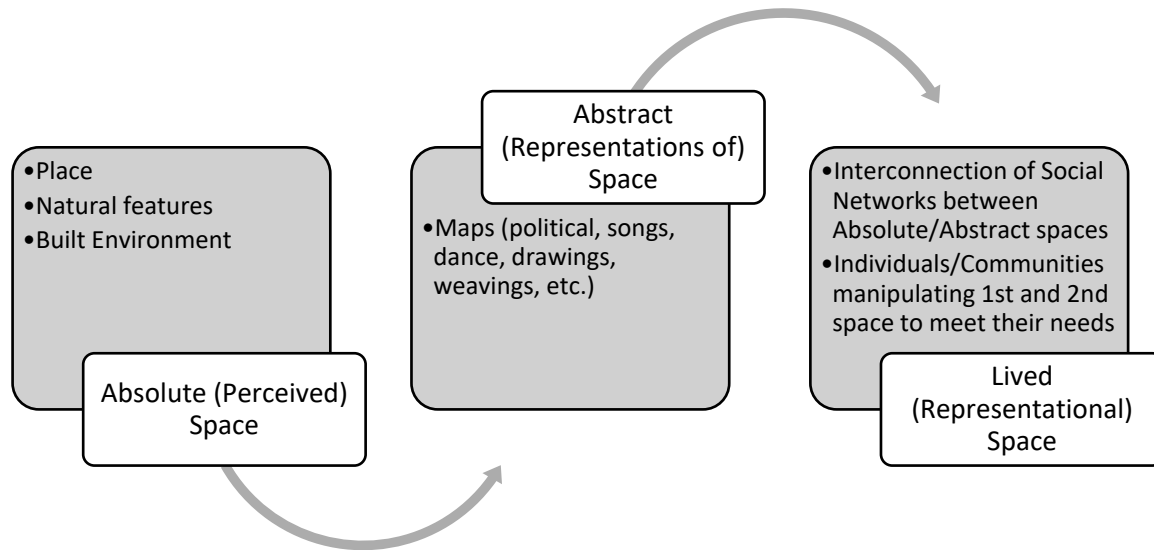 •Place
•Natural features
•Built Environment
Absolute (Perceived)
Space
Abstract
(Representations of)
Space
•Maps (political, songs,
dance, drawings,
weavings, etc.)
•Interconnection of Social
Networks between
Absolute/Abstract spaces
•Individuals/Communities
manipulating 1st and 2nd
space to meet their needs
Lived
(Representational)
Space